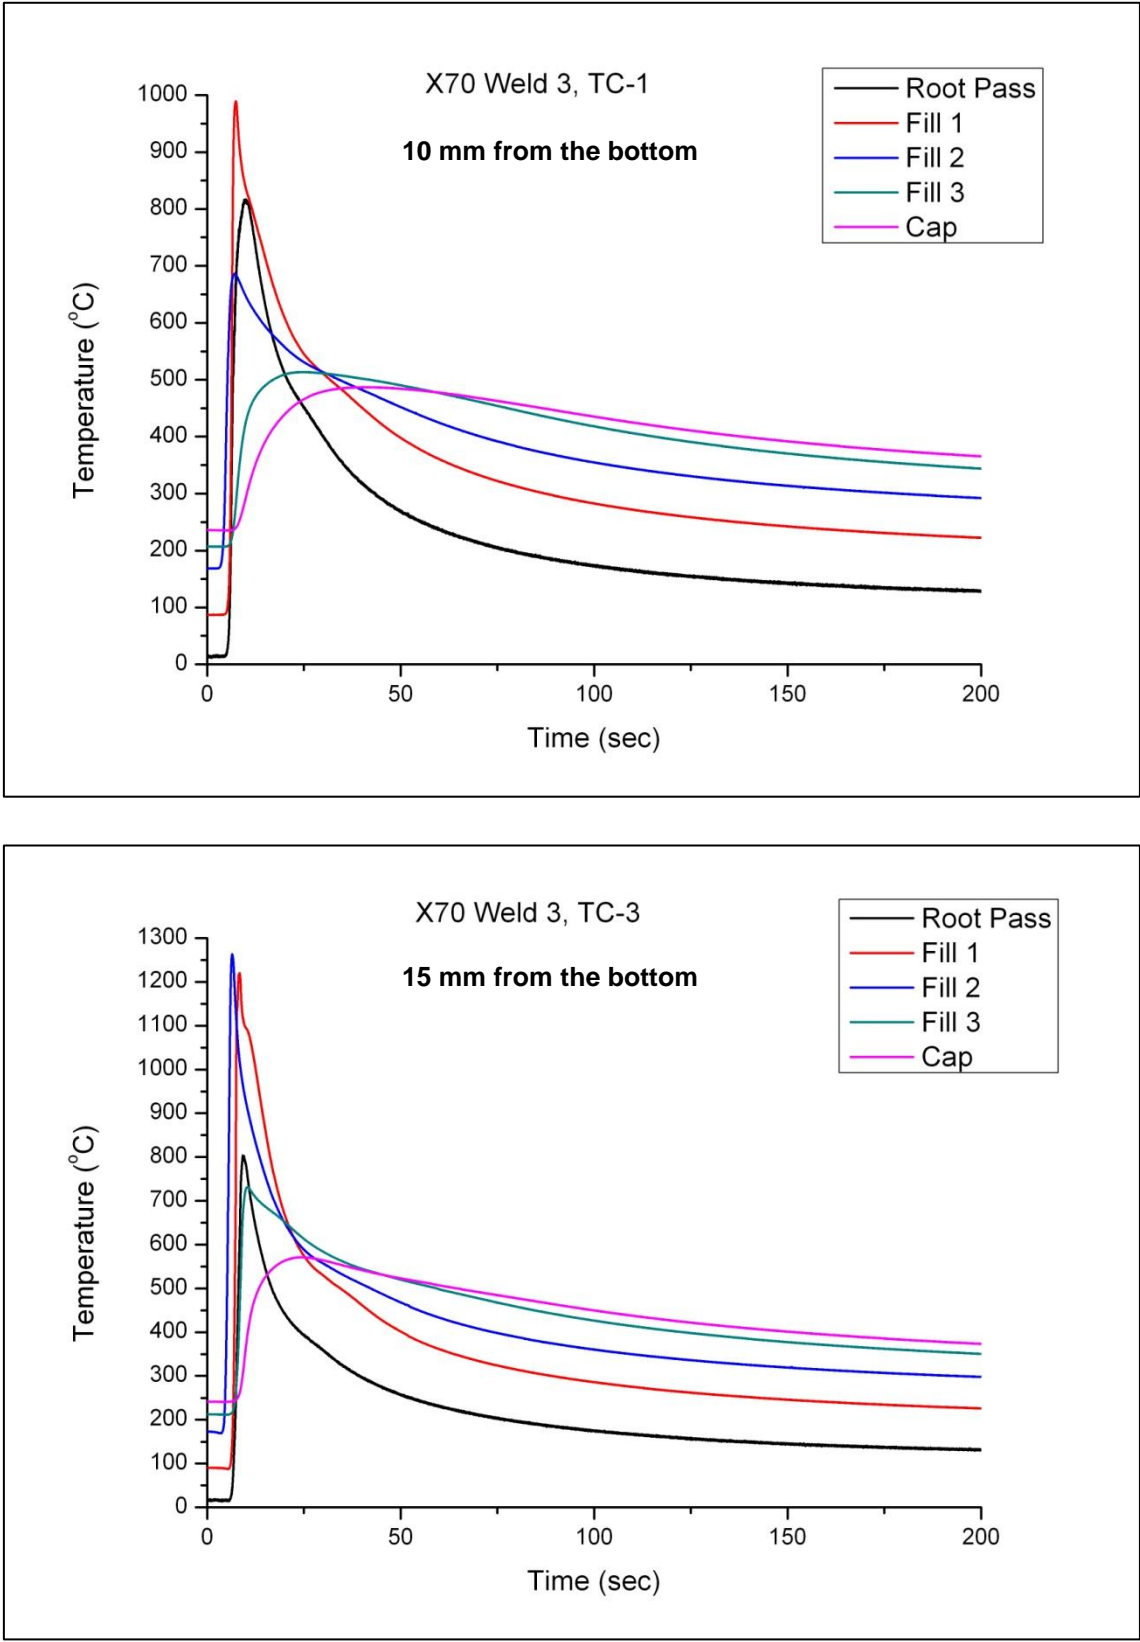 X70 Weld 3, TC-1
10 mm from the bottom
Root Pass
Fill 1
Fill 2
Fill 3
Cap
1000
900
800
700
600
500
400
300
200
100
0
Temperature (°C)
0 50 100 150 200
Time (sec)
X70 Weld 3, TC-3
15 mm from the bottom
Root Pass
Fill 1
Fill 2
Fill 3
Cap
1300
1200
1100
1000
900
800
700
600
500
400
300
200
100
0
Temperature (°C)
0 50 100 150 200
Time (sec)